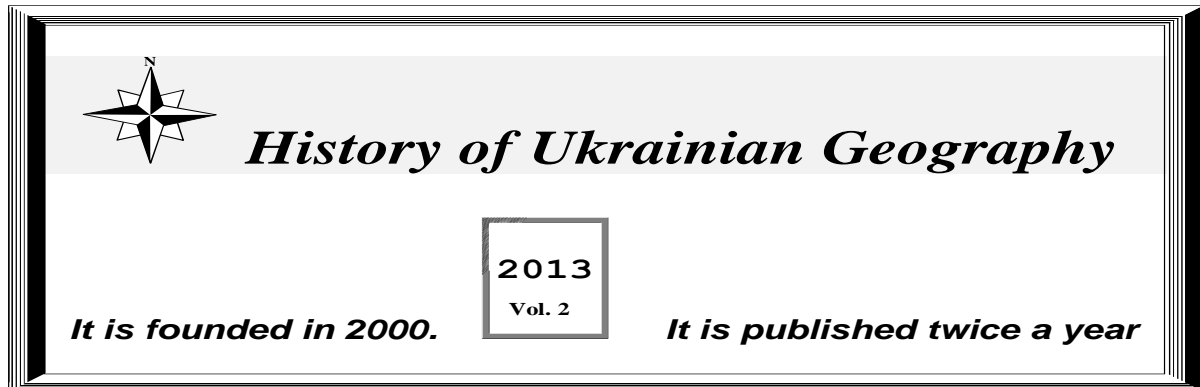 N
History of Ukrainian Geography
2013
Vol. 2
It is founded in 2000.
It is published twice a year